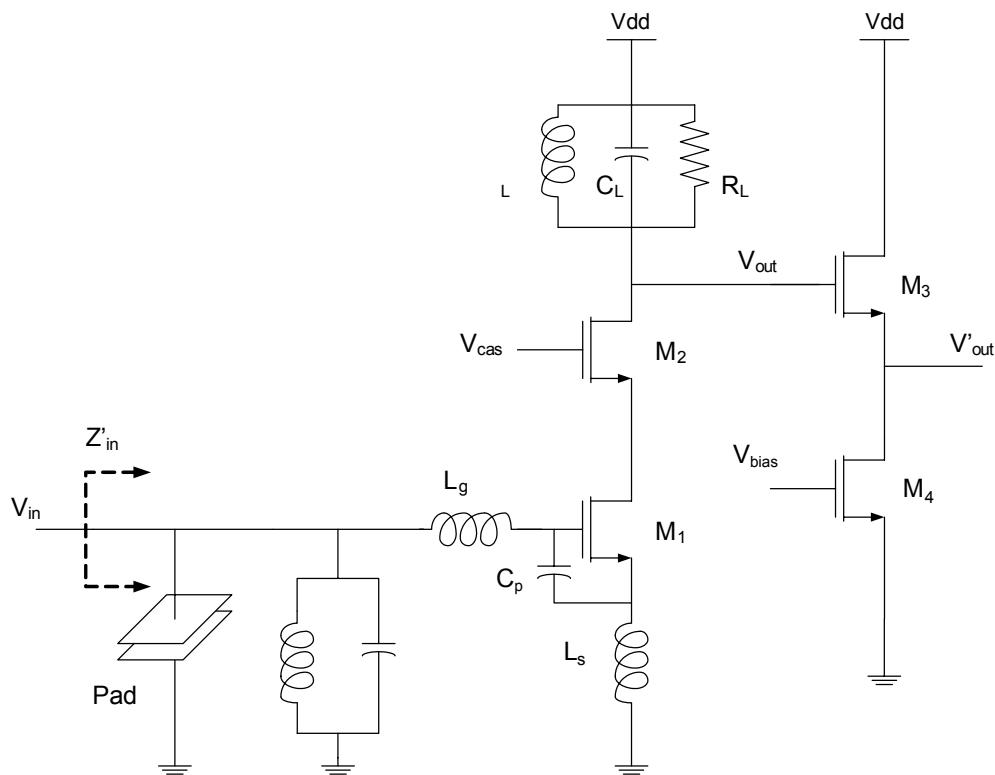 Vdd
Vdd
L
CL
RL
Vout
M3
Vcas
M2
V'out
Z'in
Vbias
Lg
M4
Vin
M1
Cp
Ls
Pad